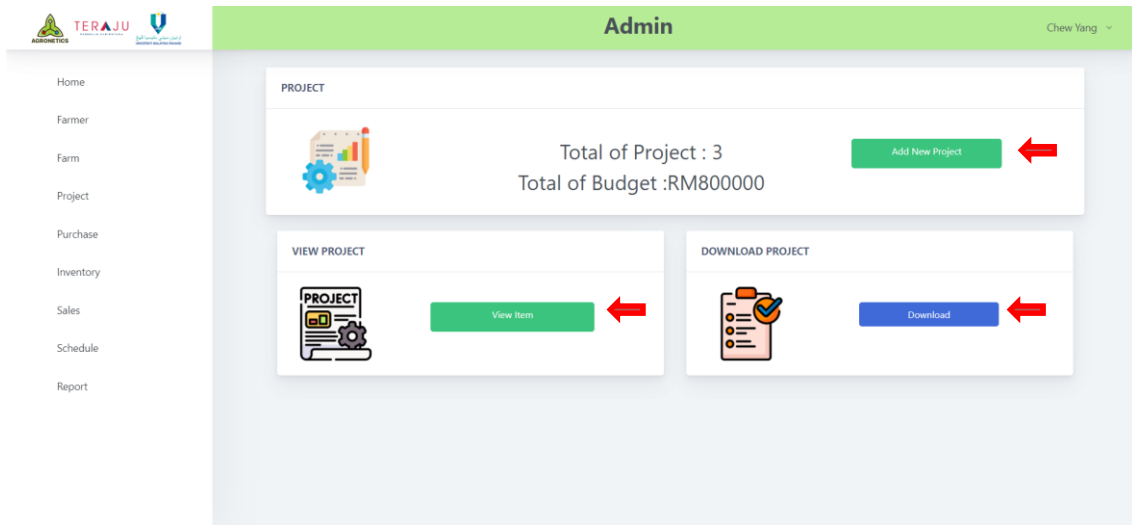 AGRONETICS
TERAJU
Admin
Chew Yang
Home
Farmer
Farm
Project
Purchase
Inventory
Sales
Schedule
Report
PROJECT
Total of Project : 3
Total of Budget :RM800000
Add New Project
VIEW PROJECT
PROJECT
View Item
DOWNLOAD PROJECT
Download